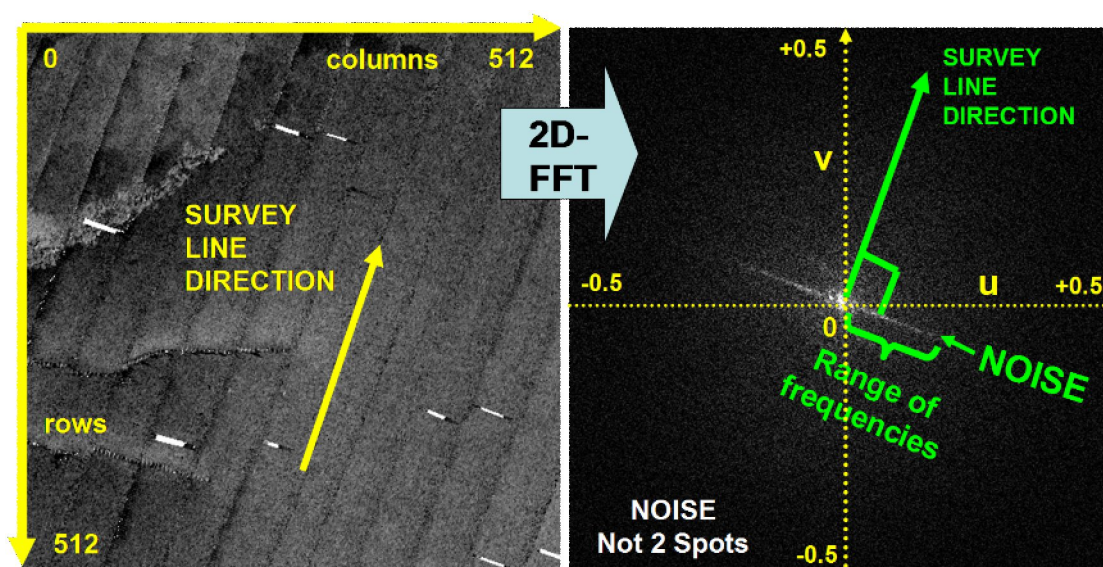 0
columns
512
SURVEY
LINE
DIRECTION
rows
512
2D-
FFT
+0.5
SURVEY
LINE
DIRECTION
v
-0.5
u
+0.5
0
NOISE
Range of
frequencies
NOISE
Not 2 Spots
-0.5